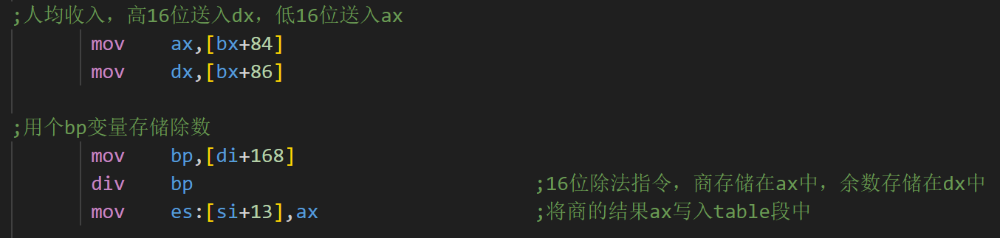 ;人均收入，高16位送入dx，低16位送入ax
mov ax,[bx+84]
mov dx,[bx+86]
;用个bp变量存储除数
mov bp,[di+168]
div bp ;16位除法指令，商存储在ax中，余数存储在dx中
mov es:[si+13],ax ;将商的结果ax写入table段中